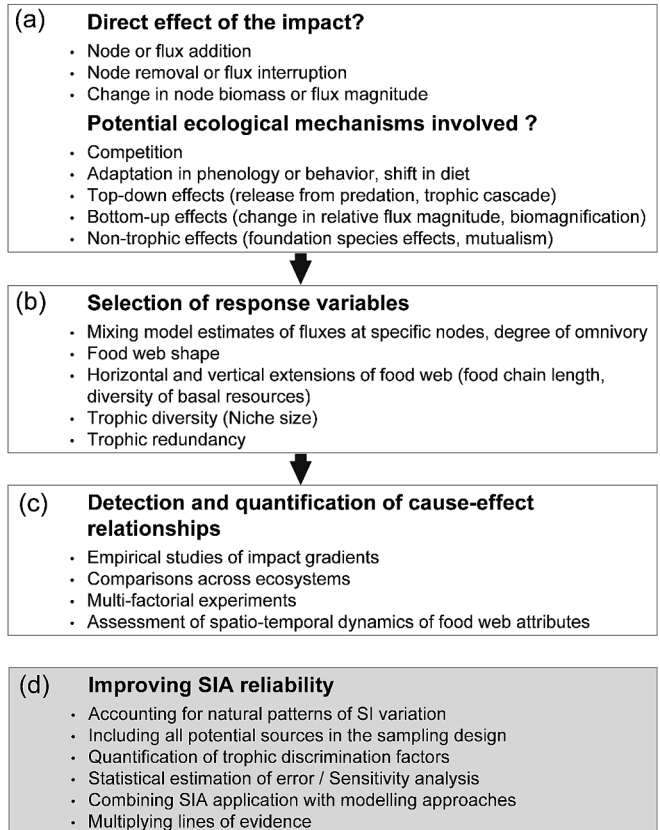 (a) Direct effect of the impact?
• Node or flux addition
• Node removal or flux interruption
• Change in node biomass or flux magnitude
Potential ecological mechanisms involved ?
• Competition
• Adaptation in phenology or behavior, shift in diet
• Top-down effects (release from predation, trophic cascade)
• Bottom-up effects (change in relative flux magnitude, biomagnification)
• Non-trophic effects (foundation species effects, mutualism)
(b) Selection of response variables
• Mixing model estimates of fluxes at specific nodes, degree of omnivory
• Food web shape
• Horizontal and vertical extensions of food web (food chain length,
diversity of basal resources)
• Trophic diversity (Niche size)
• Trophic redundancy
(c) Detection and quantification of cause-effect
relationships
• Empirical studies of impact gradients
• Comparisons across ecosystems
• Multi-factorial experiments
• Assessment of spatio-temporal dynamics of food web attributes
(d) Improving SIA reliability
• Accounting for natural patterns of SI variation
• Including all potential sources in the sampling design
• Quantification of trophic discrimination factors
• Statistical estimation of error / Sensitivity analysis
• Combining SIA application with modelling approaches
• Multiplying lines of evidence